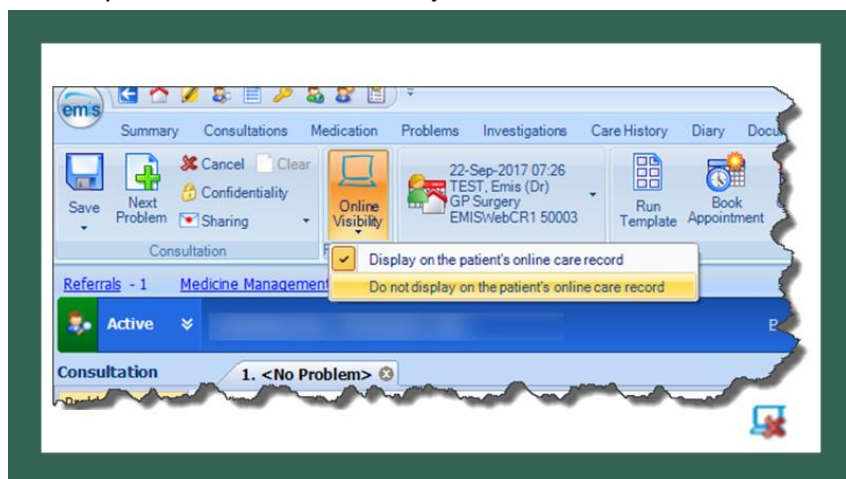 emis
Summary Consultations Medication Problems Investigations Care History Diary
Save
Next Problem
Cancel Clear
Confidentiality
Sharing
Online Visibility
22-Sep-2017 07:26
TEST, Emis (Dr)
GP Surgery
EMISWebCR1 50003
Run Template
Book Appointment
Consultation
Display on the patient's online care record
Do not display on the patient's online care record
Referrals - 1 Medicine Management
Active
Consultation
1. <No Problem>